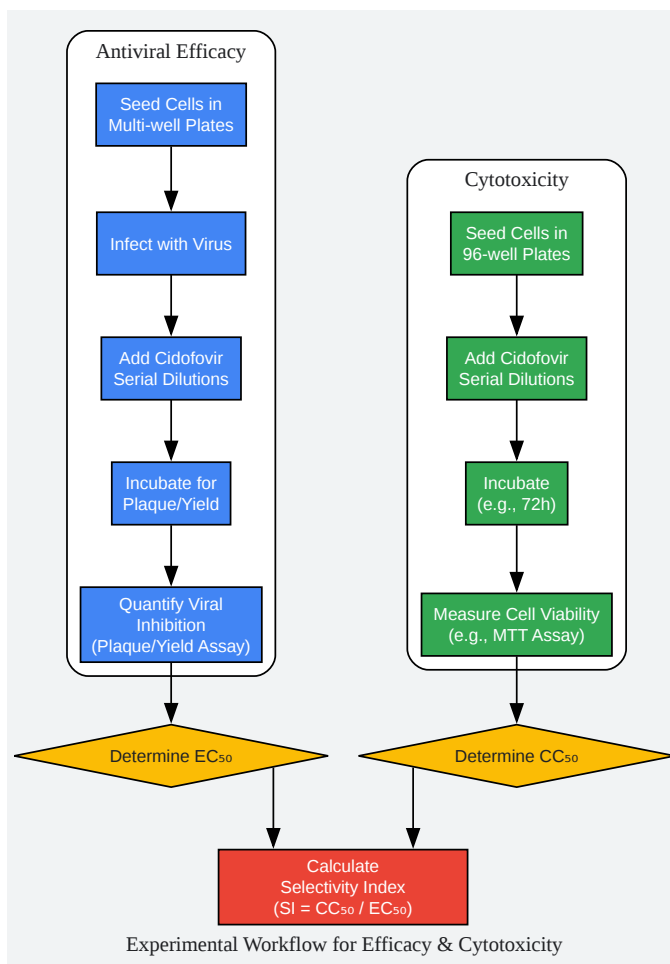 Antiviral Efficacy
Seed Cells in
Multi-well Plates
Infect with Virus
Add Cidofovir
Serial Dilutions
Incubate for
Plaque/Yield
Quantify Viral
Inhibition
(Plaque/Yield Assay)
Determine EC₅₀
Cytotoxicity
Seed Cells in
96-well Plates
Add Cidofovir
Serial Dilutions
Incubate
(e.g., 72h)
Measure Cell Viability
(e.g., MTT Assay)
Determine CC₅₀
Calculate
Selectivity Index
(SI = CC₅₀ / EC₅₀)
Experimental Workflow for Efficacy & Cytotoxicity